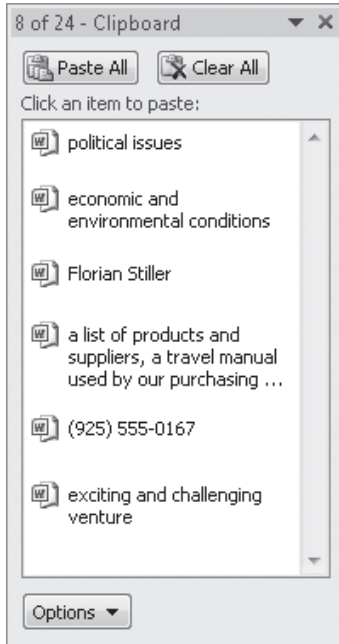 8 of 24 - Clipboard
Paste All Clear All
Click an item to paste:
political issues
economic and
environmental conditions
Florian Stiller
a list of products and
suppliers, a travel manual
used by our purchasing ...
(925) 555-0167
exciting and challenging
venture
Options